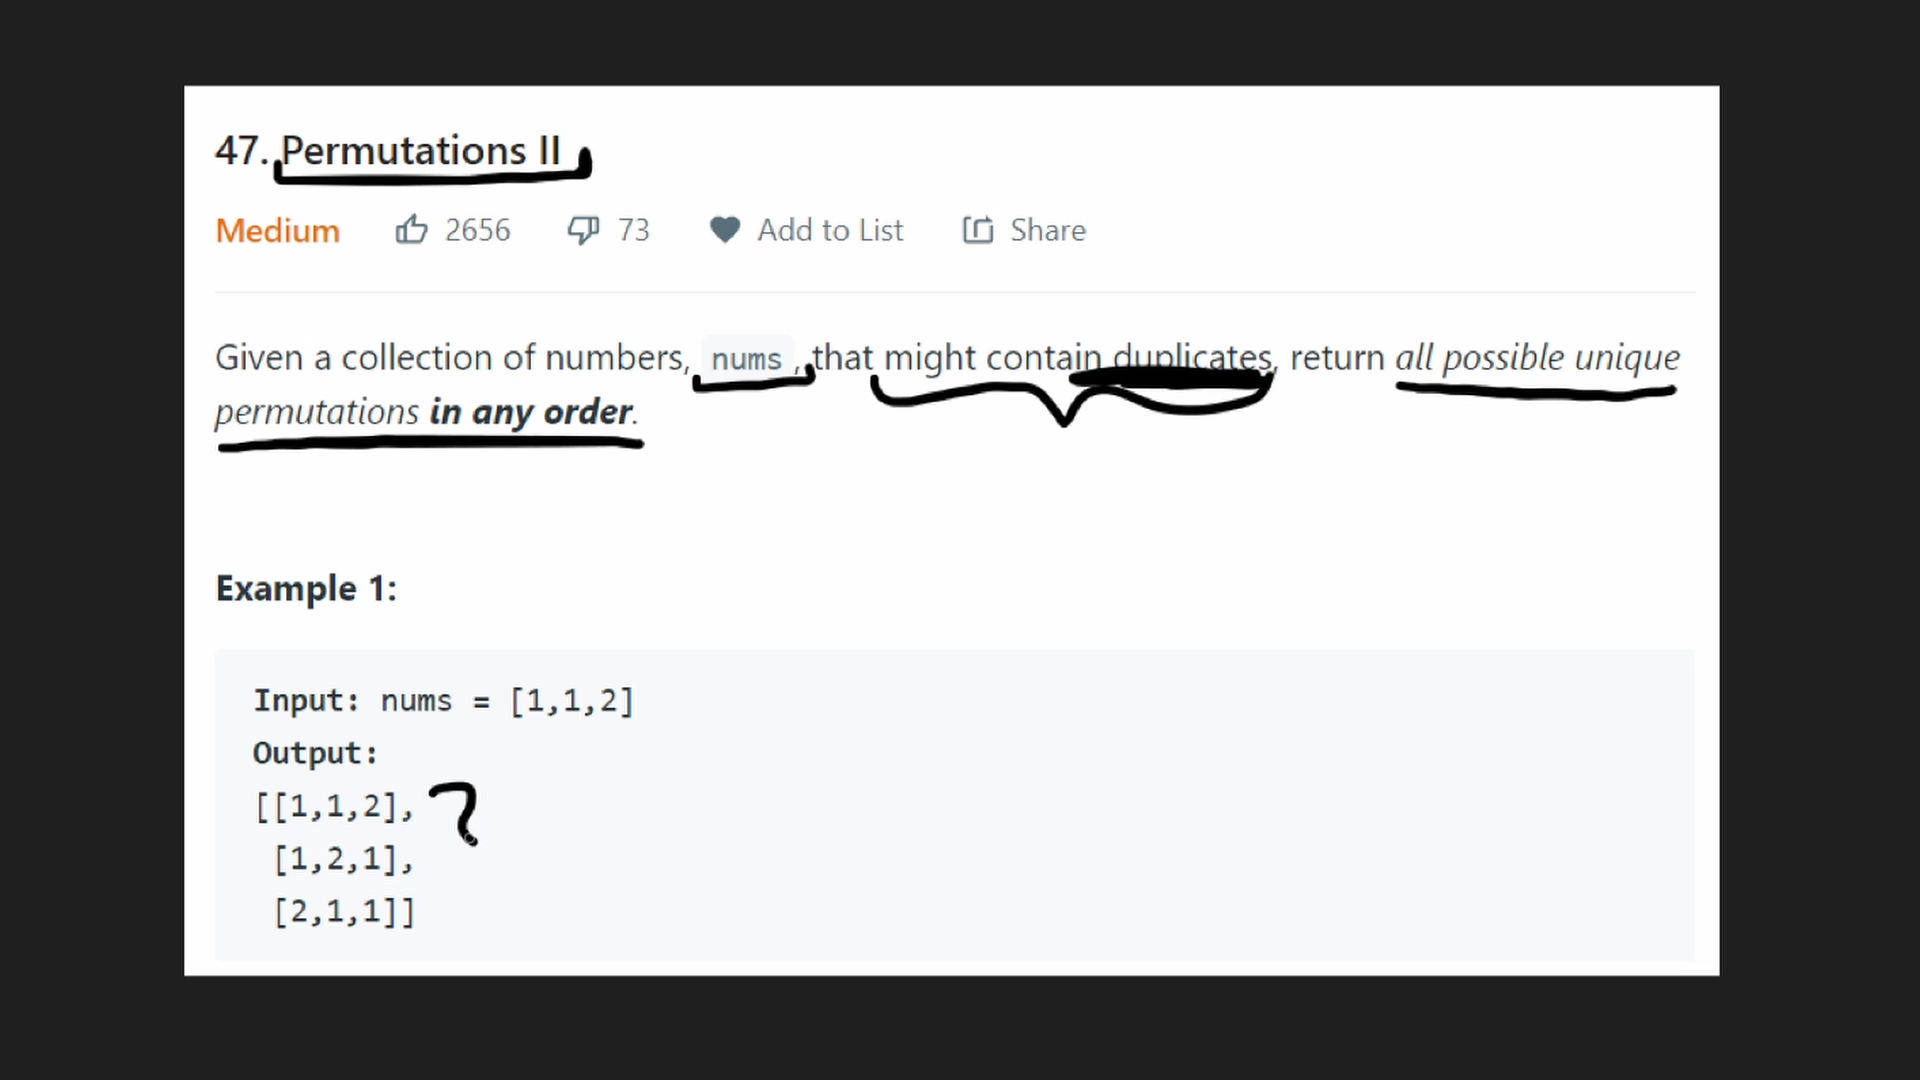 47. Permutations II
Medium 2656 73 Add to List Share
Given a collection of numbers, nums, that might contain duplicates, return all possible unique
permutations in any order.
Example 1:
Input: nums = [1,1,2]
Output:
[[1,1,2],
[1,2,1],
[2,1,1]]